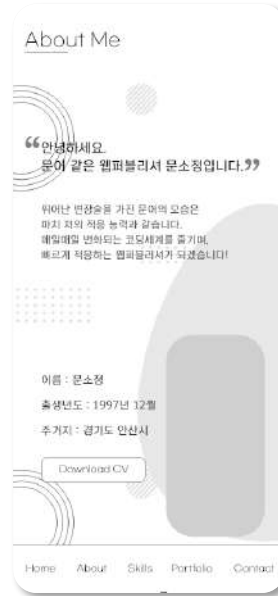 About Me
“안녕하세요.
문어 같은 웹퍼블리셔 문소정입니다.”
뛰어난 변장술을 가진 문어의 모습은
마치 저의 적응 능력과 같습니다.
매일매일 변화되는 코딩세계를 즐기며,
빠르게 적응하는 웹퍼블리셔가 되겠습니다!
이름 : 문소정
출생년도 : 1997년 12월
주거지 : 경기도 안산시
Download CV
Home About Skills Portfolio Contact